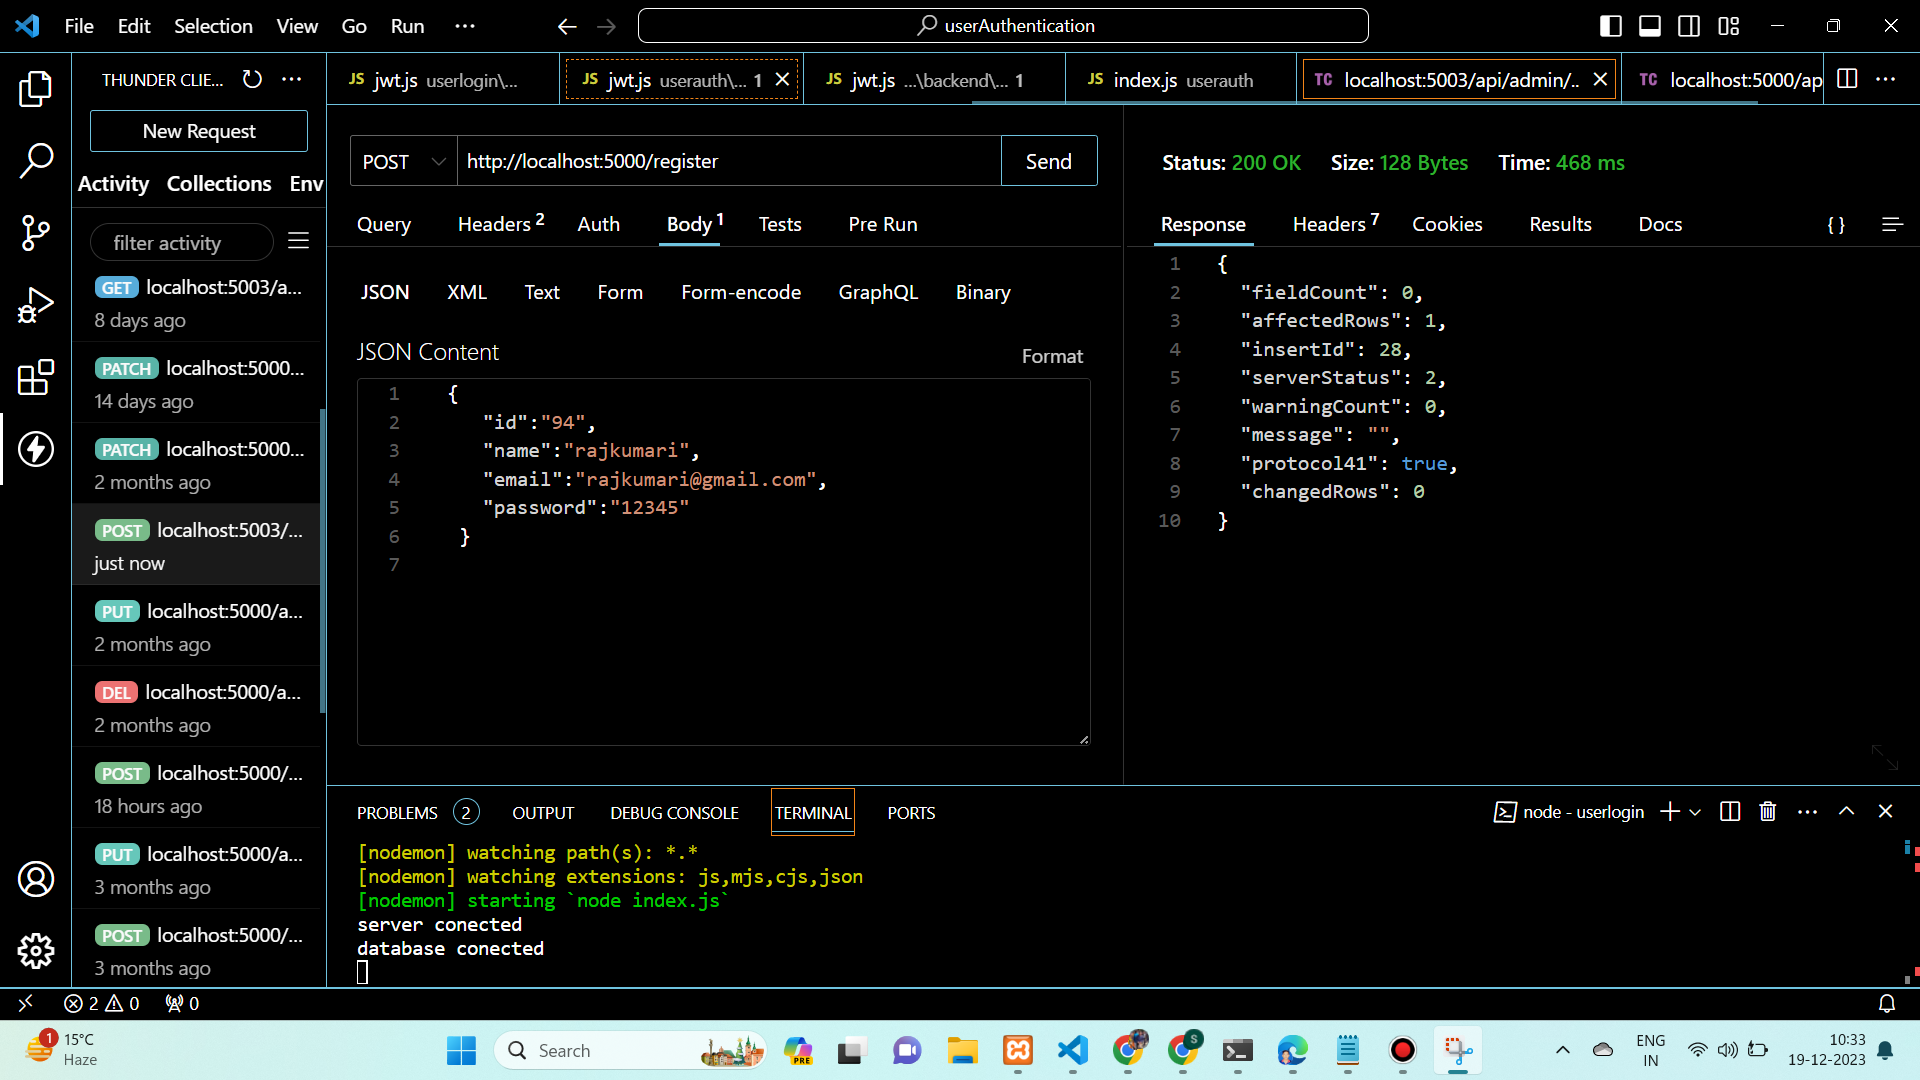 File Edit Selection View Go Run ···
userAuthentication
THUNDER CLIE... ···
JS jwt.js userlogin\...
JS jwt.js userauth\... 1
JS jwt.js ...\backend\... 1
JS index.js userauth
TC localhost:5003/api/admin/..
TC localhost:5000/ap
New Request
Activity Collections Env
filter activity
GET localhost:5003/a...
8 days ago
PATCH localhost:5000...
14 days ago
PATCH localhost:5000...
2 months ago
POST localhost:5003/...
just now
PUT localhost:5000/a...
2 months ago
DEL localhost:5000/a...
2 months ago
POST localhost:5000/...
18 hours ago
PUT localhost:5000/a...
3 months ago
POST localhost:5000/...
3 months ago
POST http://localhost:5000/register Send
Query Headers 2 Auth Body 1 Tests Pre Run
JSON XML Text Form Form-encode GraphQL Binary
JSON Content Format
1 {
2 "id":"94",
3 "name":"rajkumari",
4 "email":"rajkumari@gmail.com",
5 "password":"12345"
6 }
7
Status: 200 OK Size: 128 Bytes Time: 468 ms
Response Headers 7 Cookies Results Docs { }
1 {
2 "fieldCount": 0,
3 "affectedRows": 1,
4 "insertId": 28,
5 "serverStatus": 2,
6 "warningCount": 0,
7 "message": "",
8 "protocol41": true,
9 "changedRows": 0
10 }
PROBLEMS 2 OUTPUT DEBUG CONSOLE TERMINAL PORTS
node - userlogin
[nodemon] watching path(s): *.*
[nodemon] watching extensions: js,mjs,cjs,json
[nodemon] starting `node index.js`
server conected
database conected
2 0 0
1 15°C
Haze
Search
PRE
S
ENG
IN
10:33
19-12-2023